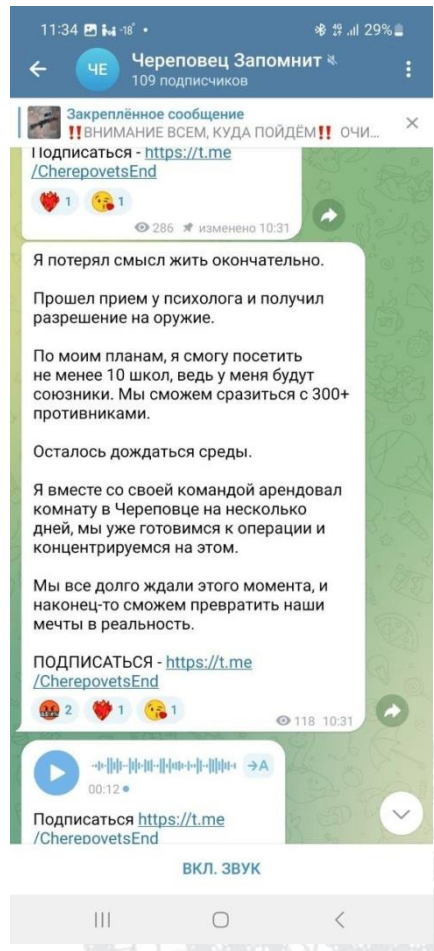 11:34 -18° •
29%
ЧЕ
Череповец Запомнит
109 подписчиков
Закреплённое сообщение
‼️ВНИМАНИЕ ВСЕМ, КУДА ПОЙДЁМ‼️ ОЧИ...
Подписаться - https://t.me
/CherepovetsEnd
1 1
286 изменено 10:31
Я потерял смысл жить окончательно.
Прошел прием у психолога и получил
разрешение на оружие.
По моим планам, я смогу посетить
не менее 10 школ, ведь у меня будут
союзники. Мы сможем сразиться с 300+
противниками.
Осталось дождаться среды.
Я вместе со своей командой арендовал
комнату в Череповце на несколько
дней, мы уже готовимся к операции и
концентрируемся на этом.
Мы все долго ждали этого момента, и
наконец-то сможем превратить наши
мечты в реальность.
ПОДПИСАТЬСЯ - https://t.me
/CherepovetsEnd
2 1 1
118 10:31
→A
00:12
Подписаться https://t.me
/CherepovetsEnd
ВКЛ. ЗВУК